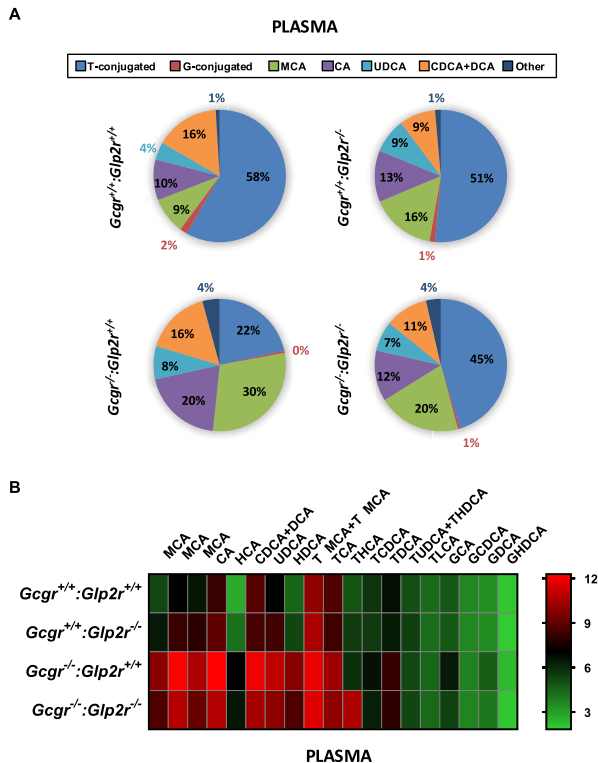 A
PLASMA
T-conjugated G-conjugated MCA CA UDCA CDCA+DCA Other
Gcgr+/+:Glp2r+/+
1%
16%
4%
58%
10%
9%
2%
Gcgr+/+:Glp2r-/-
1%
9%
9%
51%
13%
16%
1%
Gcgr-/-:Glp2r+/+
4%
16%
22%
8%
0%
20%
30%
Gcgr-/-:Glp2r-/-
4%
11%
7%
45%
12%
20%
1%
B
MCA
MCA
MCA
CA
HCA
CDCA+DCA
UDCA
HDCA
T MCA+T MCA
TCA
THCA
TCDCA
TDCA
TUDCA+THDCA
TLCA
GCA
GCDCA
GDCA
GHDCA
Gcgr+/+:Glp2r+/+
Gcgr+/+:Glp2r-/-
Gcgr-/-:Glp2r+/+
Gcgr-/-:Glp2r-/-
12
9
6
3
PLASMA